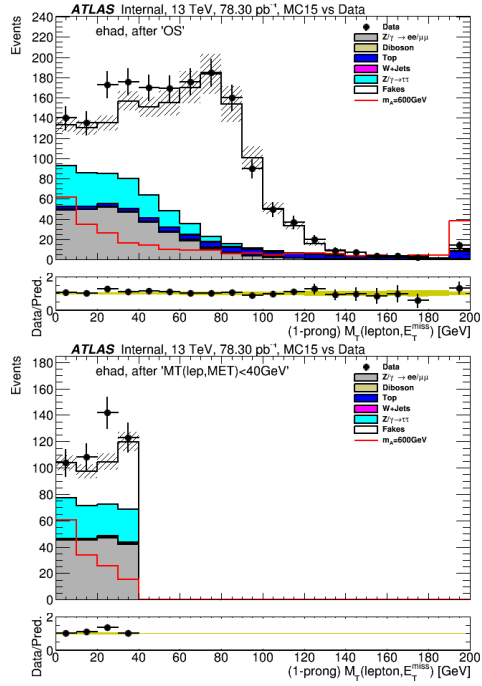 ATLAS Internal, 13 TeV, 78.30 pb⁻¹, MC15 vs Data
Events
240
220
200
180
160
140
120
100
80
60
40
20
0
ehad, after 'OS'
Data
Z/γ → ee/μμ
Diboson
Top
W+Jets
Z/γ→ττ
Fakes
m_A=600GeV
Data/Pred.
2
0
0 20 40 60 80 100 120 140 160 180 200
(1-prong) M_T(lepton,E_T^miss) [GeV]
ATLAS Internal, 13 TeV, 78.30 pb⁻¹, MC15 vs Data
Events
180
160
140
120
100
80
60
40
20
0
ehad, after 'MT(lep,MET)<40GeV'
Data
Z/γ → ee/μμ
Diboson
Top
W+Jets
Z/γ→ττ
Fakes
m_A=600GeV
Data/Pred.
2
0
0 20 40 60 80 100 120 140 160 180 200
(1-prong) M_T(lepton,E_T^miss) [GeV]